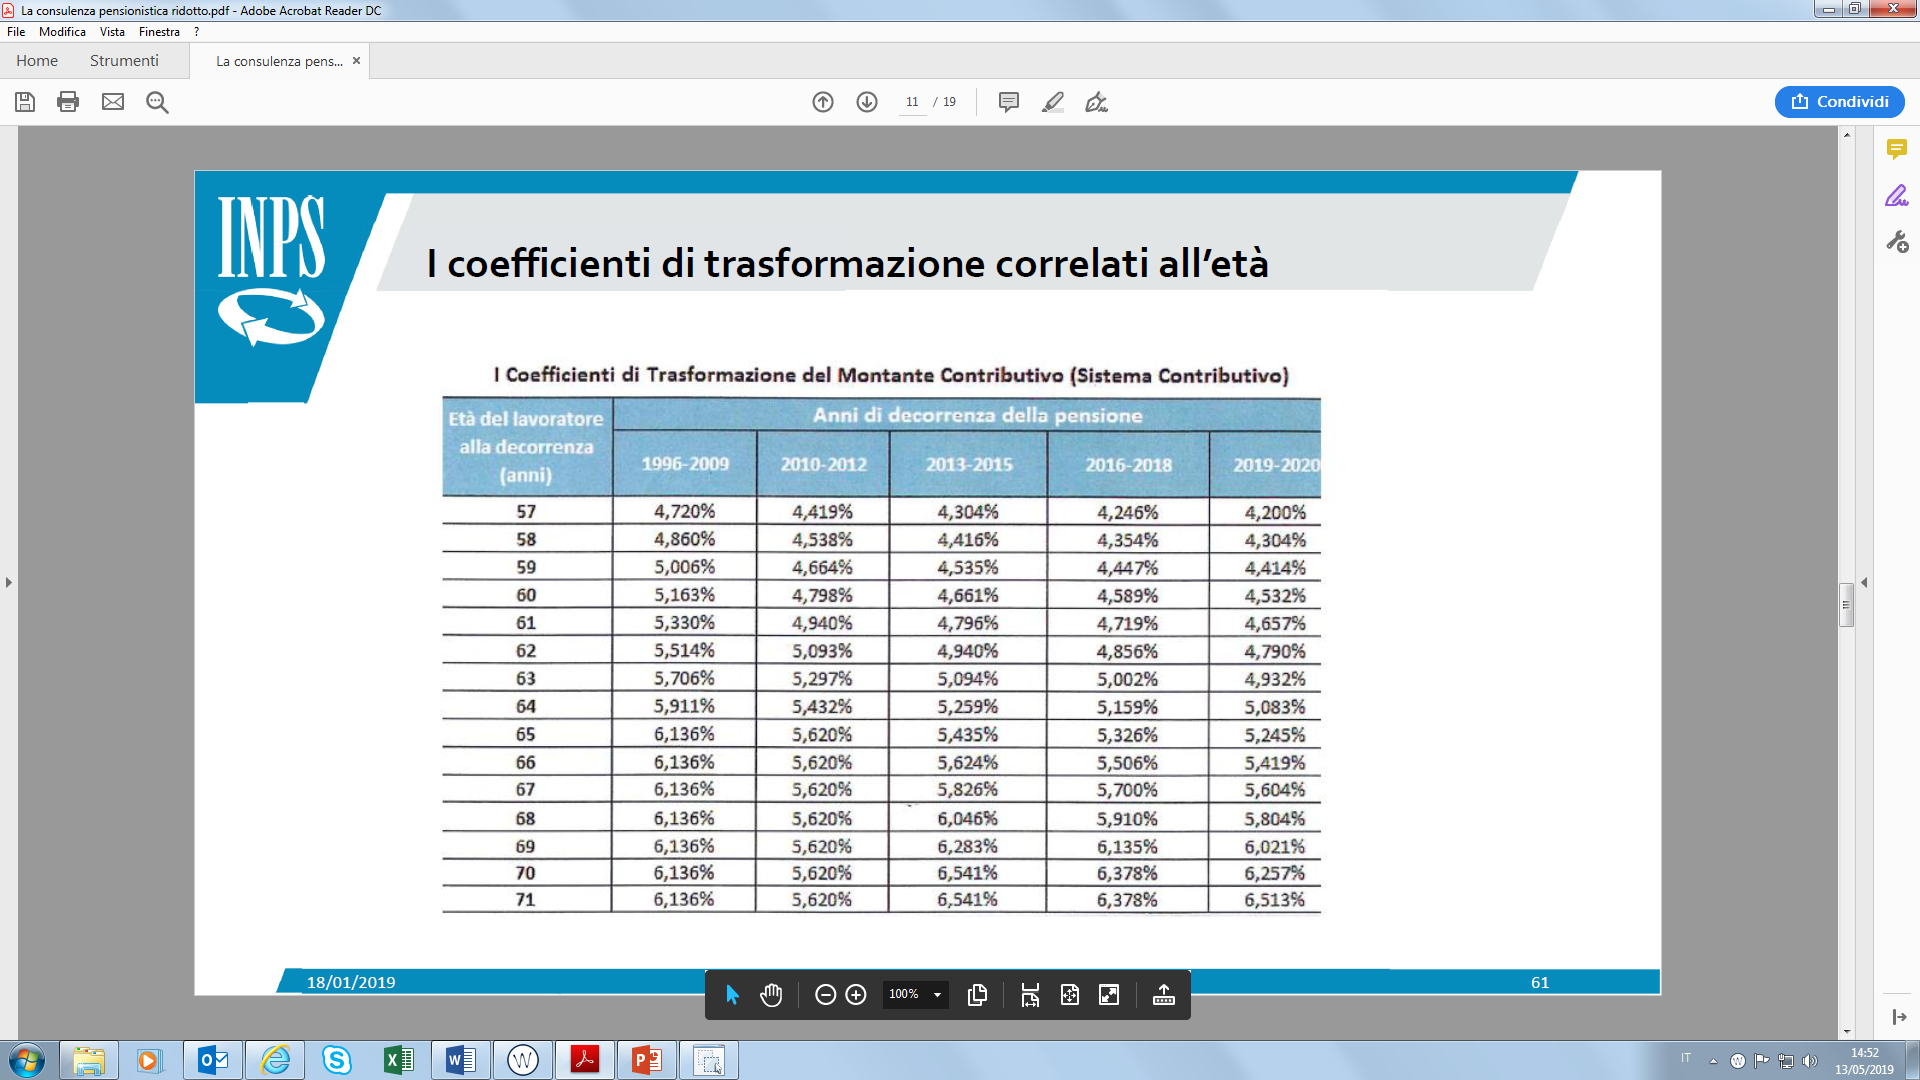 La consulenza pensionistica ridotto.pdf - Adobe Acrobat Reader DC
File Modifica Vista Finestra ?
Home Strumenti La consulenza pens... ×
11 / 19
Condividi
INPS
I coefficienti di trasformazione correlati all’età
I Coefficienti di Trasformazione del Montante Contributivo (Sistema Contributivo)
Età del lavoratore alla decorrenza (anni) Anni di decorrenza della pensione
1996-2009 2010-2012 2013-2015 2016-2018 2019-2020
57 4,720% 4,419% 4,304% 4,246% 4,200%
58 4,860% 4,538% 4,416% 4,354% 4,304%
59 5,006% 4,664% 4,535% 4,447% 4,414%
60 5,163% 4,798% 4,661% 4,589% 4,532%
61 5,330% 4,940% 4,796% 4,719% 4,657%
62 5,514% 5,093% 4,940% 4,856% 4,790%
63 5,706% 5,297% 5,094% 5,002% 4,932%
64 5,911% 5,432% 5,259% 5,159% 5,083%
65 6,136% 5,620% 5,435% 5,326% 5,245%
66 6,136% 5,620% 5,624% 5,506% 5,419%
67 6,136% 5,620% 5,826% 5,700% 5,604%
68 6,136% 5,620% 6,046% 5,910% 5,804%
69 6,136% 5,620% 6,283% 6,135% 6,021%
70 6,136% 5,620% 6,541% 6,378% 6,257%
71 6,136% 5,620% 6,541% 6,378% 6,513%
18/01/2019 61
100%
IT 14:52
13/05/2019